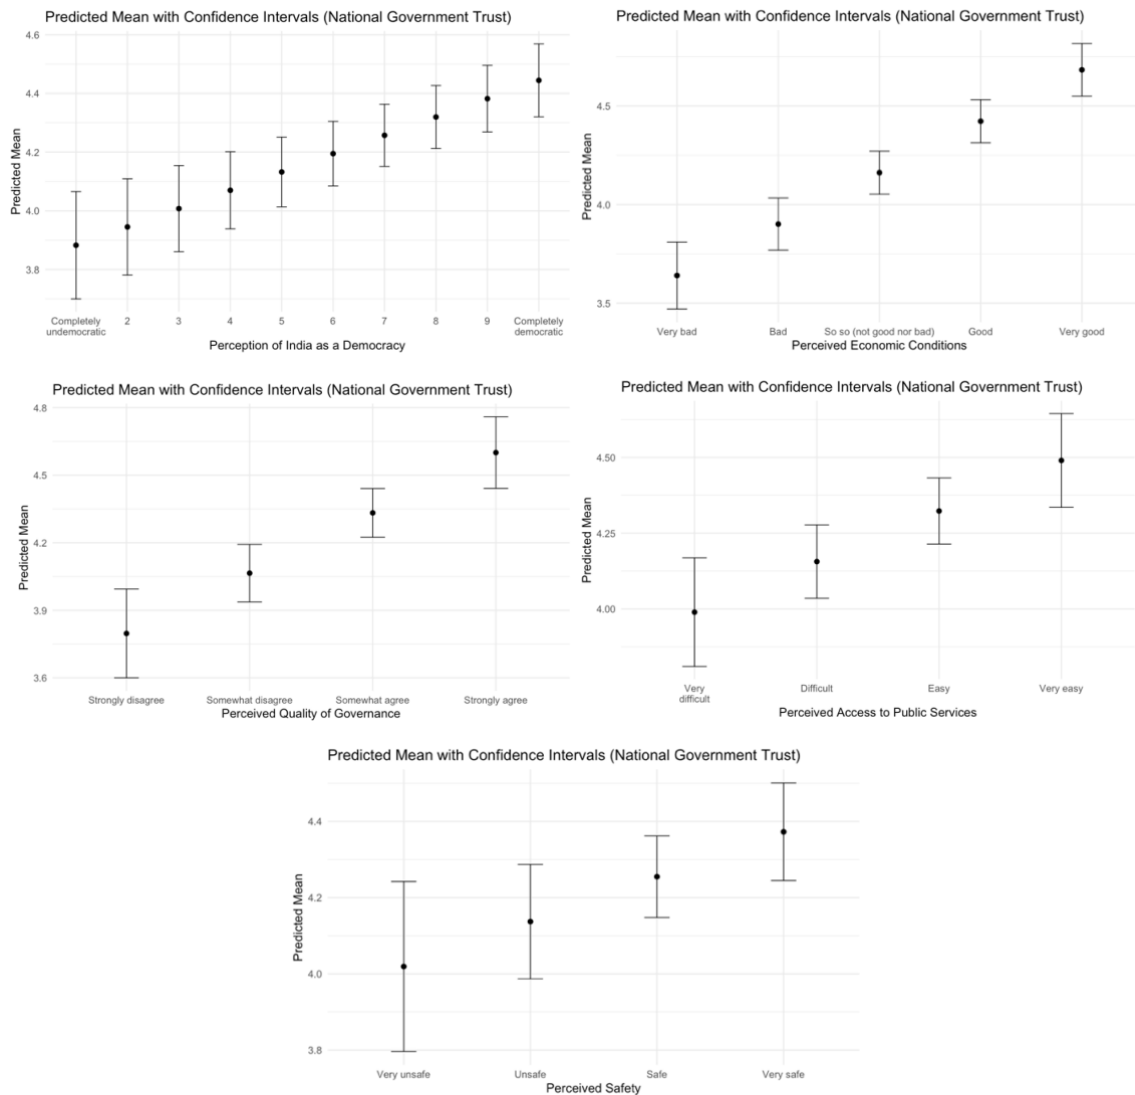 Predicted Mean with Confidence Intervals (National Government Trust)
4.6
4.4
4.2
4.0
3.8
Predicted Mean
Completely undemocratic 2 3 4 5 6 7 8 9 Completely democratic
Perception of India as a Democracy
Predicted Mean with Confidence Intervals (National Government Trust)
4.5
4.0
3.5
Predicted Mean
Very bad Bad So so (not good nor bad) Good Very good
Perceived Economic Conditions
Predicted Mean with Confidence Intervals (National Government Trust)
4.8
4.5
4.2
3.9
3.6
Predicted Mean
Strongly disagree Somewhat disagree Somewhat agree Strongly agree
Perceived Quality of Governance
Predicted Mean with Confidence Intervals (National Government Trust)
4.50
4.25
4.00
Predicted Mean
Very difficult Difficult Easy Very easy
Perceived Access to Public Services
Predicted Mean with Confidence Intervals (National Government Trust)
4.4
4.2
4.0
3.8
Predicted Mean
Very unsafe Unsafe Safe Very safe
Perceived Safety